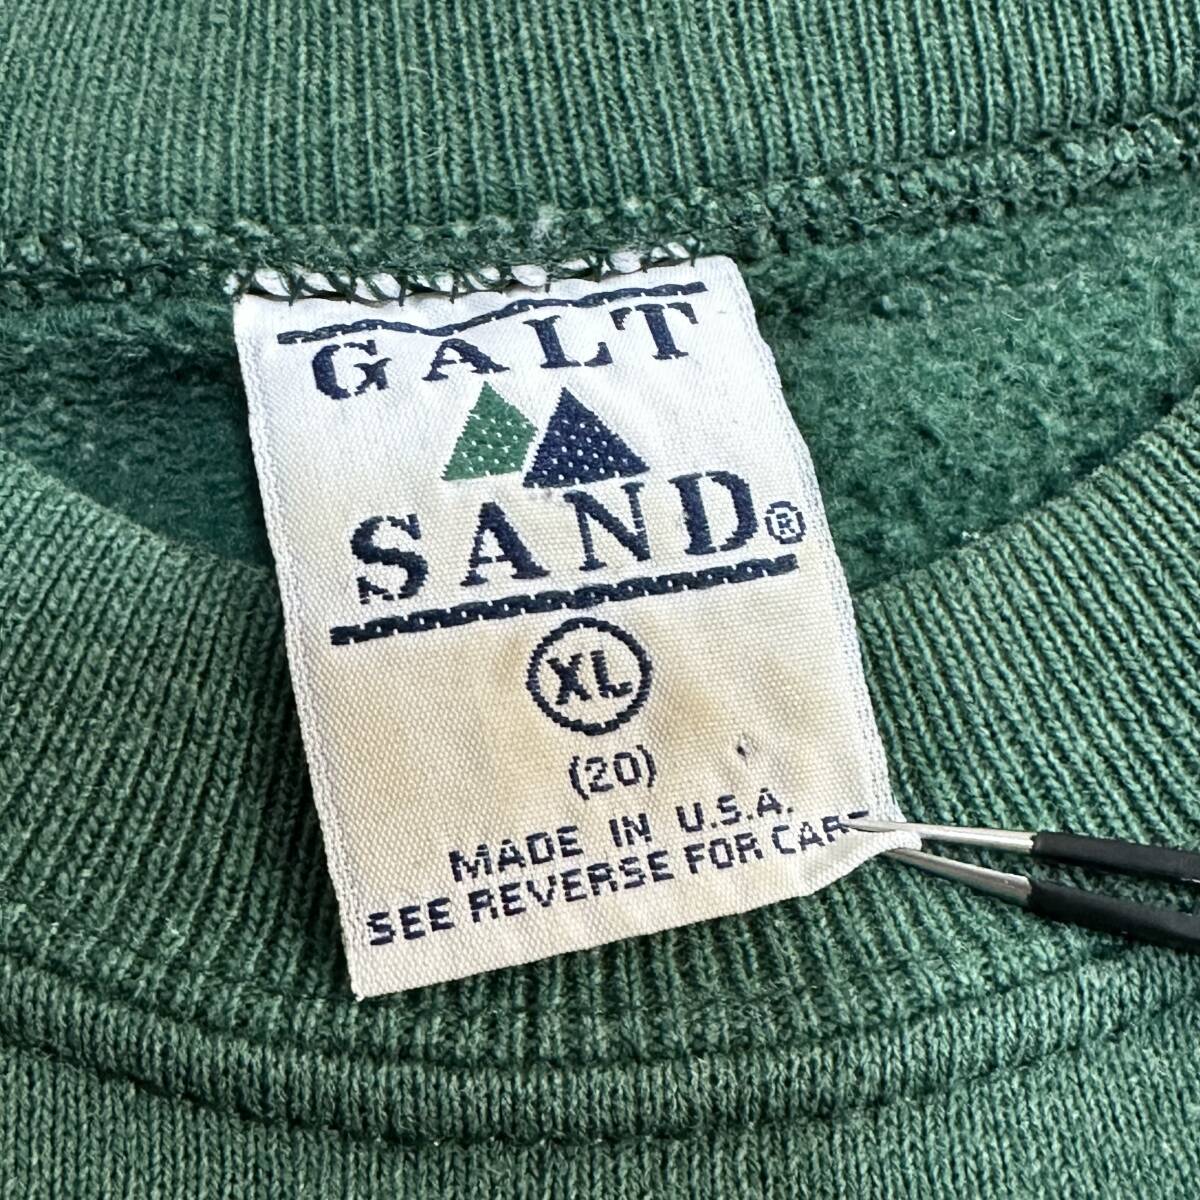 GALT
SAND®
XL
(20)
MADE IN U.S.A.
SEE REVERSE FOR CARE